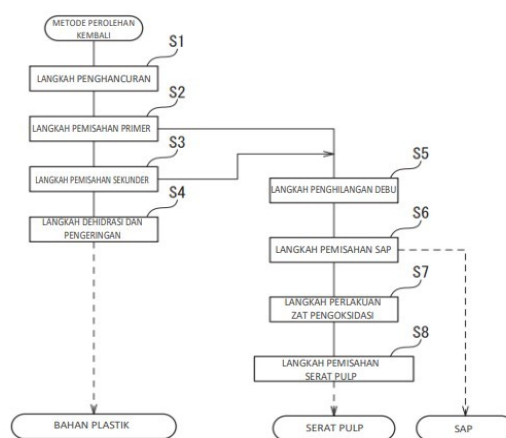 METODE PEROLEHAN
KEMBALI
S1
LANGKAH PENGHANCURAN
S2
LANGKAH PEMISAHAN PRIMER
S3
LANGKAH PEMISAHAN SEKUNDER
S4
LANGKAH DEHIDRASI DAN
PENGERINGAN
S5
LANGKAH PENGHILANGAN DEBU
S6
LANGKAH PEMISAHAN SAP
S7
LANGKAH PERLAKUAN
ZAT PENGOKSIDASI
S8
LANGKAH PEMISAHAN
SERAT PULP
BAHAN PLASTIK
SERAT PULP
SAP